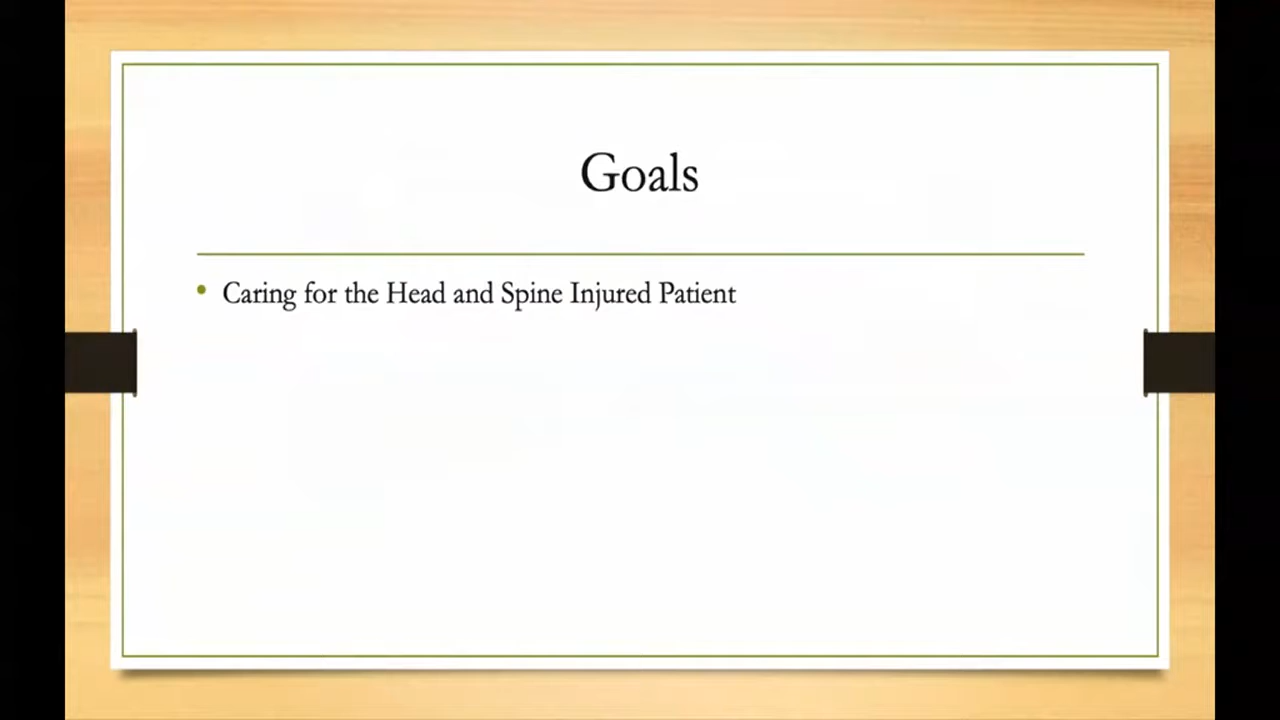 Goals
• Caring for the Head and Spine Injured Patient